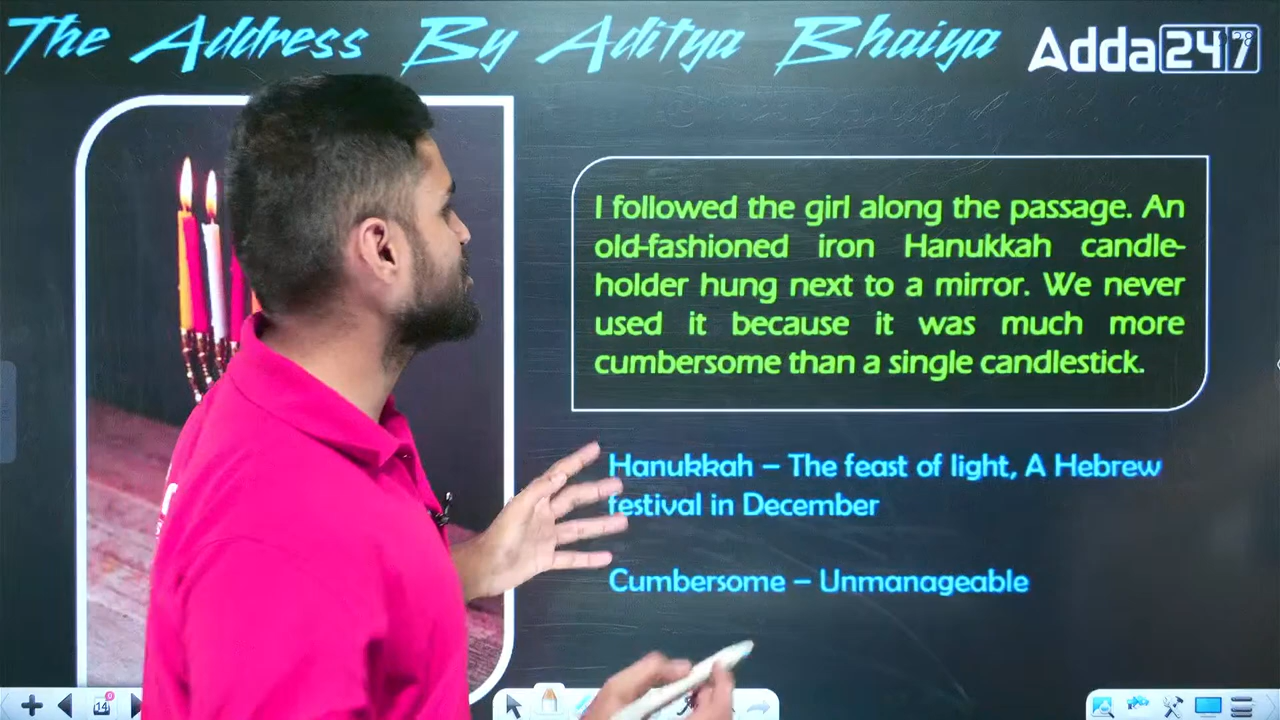 The Address By Aditya Bhaiya
Adda247
I followed the girl along the passage. An
old-fashioned iron Hanukkah candle-
holder hung next to a mirror. We never
used it because it was much more
cumbersome than a single candlestick.
Hanukkah – The feast of light, A Hebrew
festival in December
Cumbersome – Unmanageable
14